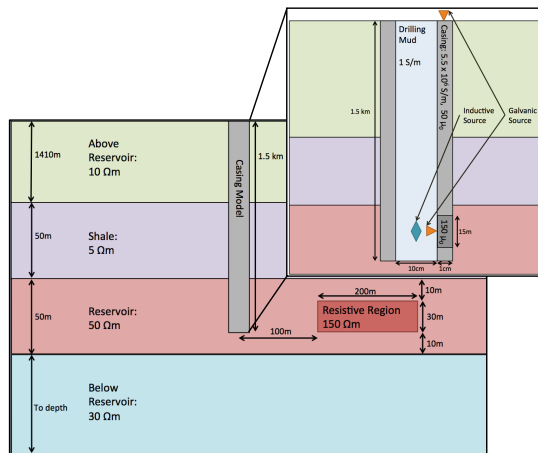 Drilling
Mud
1 S/m
Casing: 5.5 x 10⁶ S/m, 50 μ₀
1.5 km
Inductive
Source
Galvanic
Source
150 μ₀
15m
10cm
1cm
1410m
Above
Reservoir:
10 Ωm
Casing Model
1.5 km
50m
Shale:
5 Ωm
50m
Reservoir:
50 Ωm
200m
10m
Resistive Region
150 Ωm
30m
100m
10m
To depth
Below
Reservoir:
30 Ωm